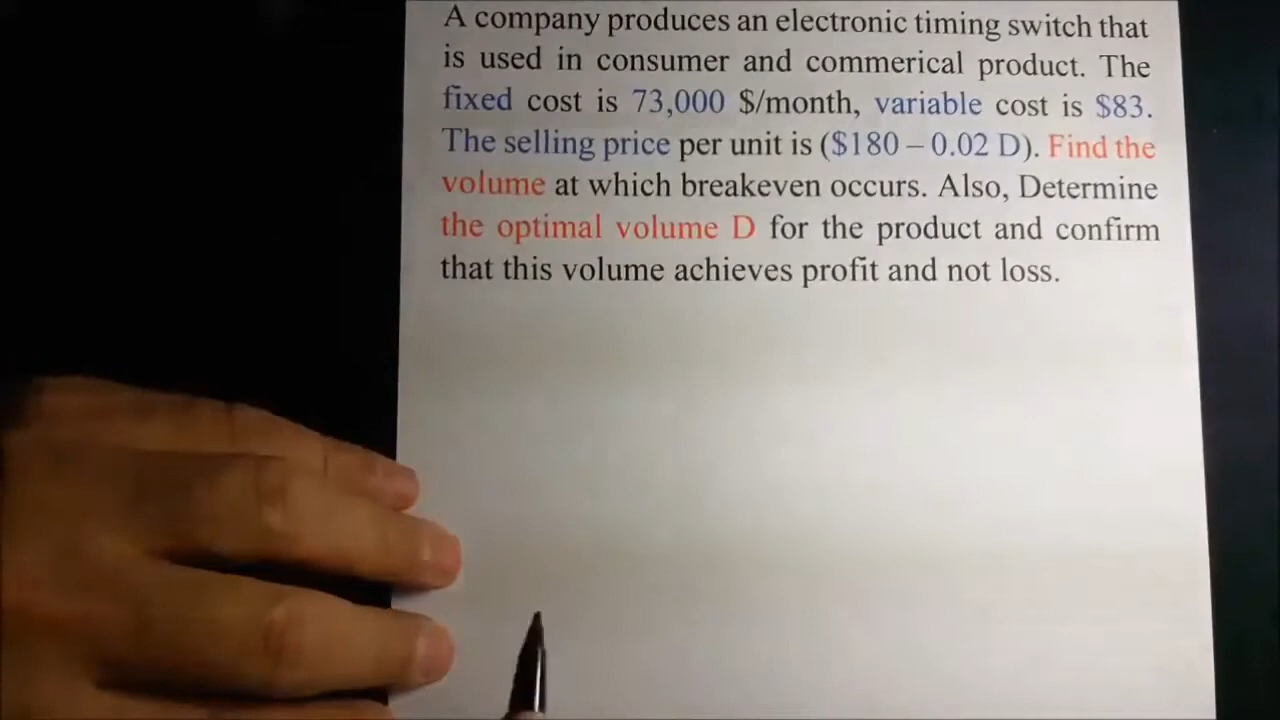 A company produces an electronic timing switch that
is used in consumer and commerical product. The
fixed cost is 73,000 $/month, variable cost is $83.
The selling price per unit is ($180 – 0.02 D). Find the
volume at which breakeven occurs. Also, Determine
the optimal volume D for the product and confirm
that this volume achieves profit and not loss.